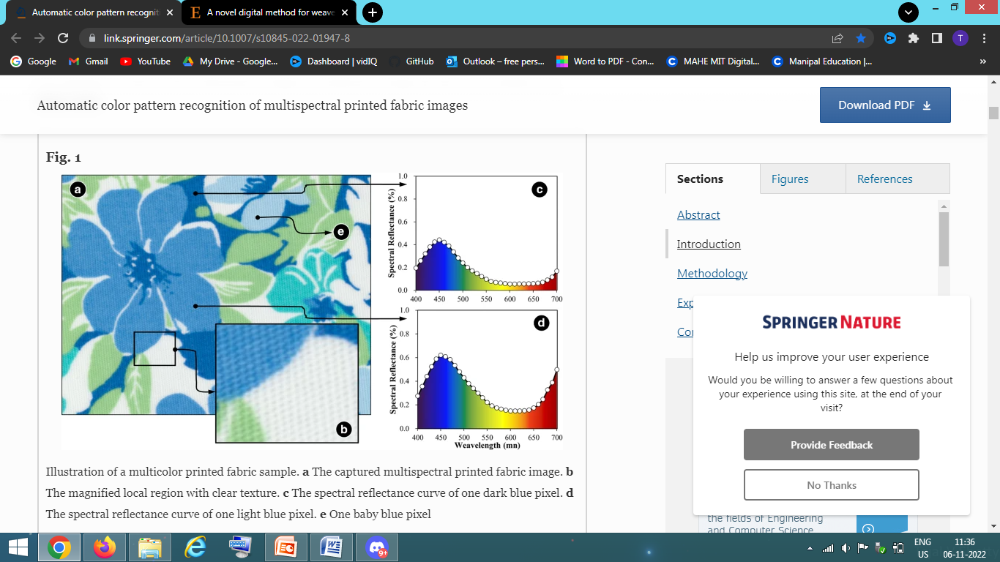 Automatic color pattern recogniti
A novel digital method for weave
link.springer.com/article/10.1007/s10845-022-01947-8
T
Google
Gmail
YouTube
My Drive - Google...
Dashboard | vidIQ
GitHub
Outlook – free pers...
Word to PDF - Con...
MAHE MIT Digital...
Manipal Education |...
»
Automatic color pattern recognition of multispectral printed fabric images
Download PDF
Fig. 1
a
e
b
c
1.0
0.8
0.6
0.4
0.2
0.0
Spectral Reflectance (%)
400 450 500 550 600 650 700
d
1.0
0.8
0.6
0.4
0.2
0.0
Spectral Reflectance (%)
400 450 500 550 600 650 700
Wavelength (mn)
Illustration of a multicolor printed fabric sample. a The captured multispectral printed fabric image. b
The magnified local region with clear texture. c The spectral reflectance curve of one dark blue pixel. d
The spectral reflectance curve of one light blue pixel. e One baby blue pixel
Sections
Figures
References
Abstract
Introduction
Methodology
Exp
Con
SPRINGER NATURE
Help us improve your user experience
Would you be willing to answer a few questions about
your experience using this site, at the end of your
visit?
Provide Feedback
No Thanks
the fields of Engineering
and Computer Science
9+
ENG
US
11:36
06-11-2022